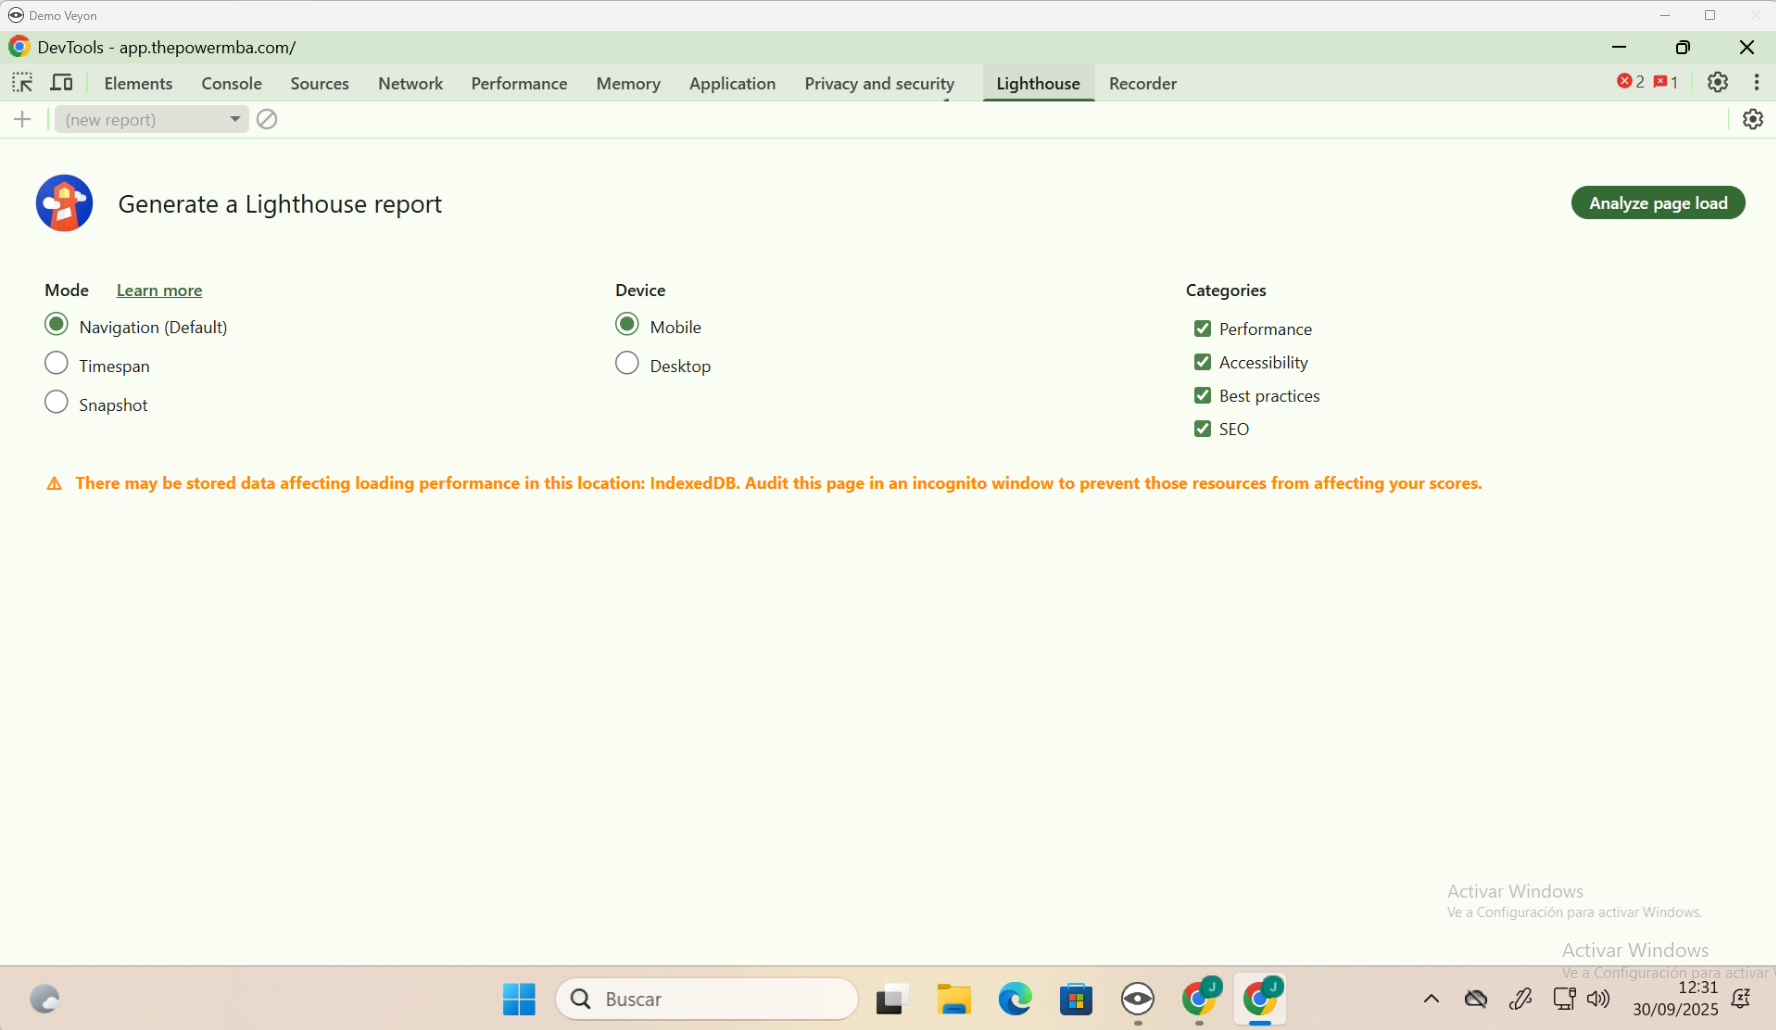 Demo Veyon
DevTools - app.thepowermba.com/
Elements Console Sources Network Performance Memory Application Privacy and security Lighthouse Recorder 2 1
(new report)
Generate a Lighthouse report
Analyze page load
Mode Learn more Device Categories
Navigation (Default) Mobile Performance
Timespan Desktop Accessibility
Snapshot Best practices
SEO
There may be stored data affecting loading performance in this location: IndexedDB. Audit this page in an incognito window to prevent those resources from affecting your scores.
Activar Windows
Ve a Configuración para activar Windows.
Activar Windows
Ve a Configuración para activar
Buscar
J
J
12:31
30/09/2025